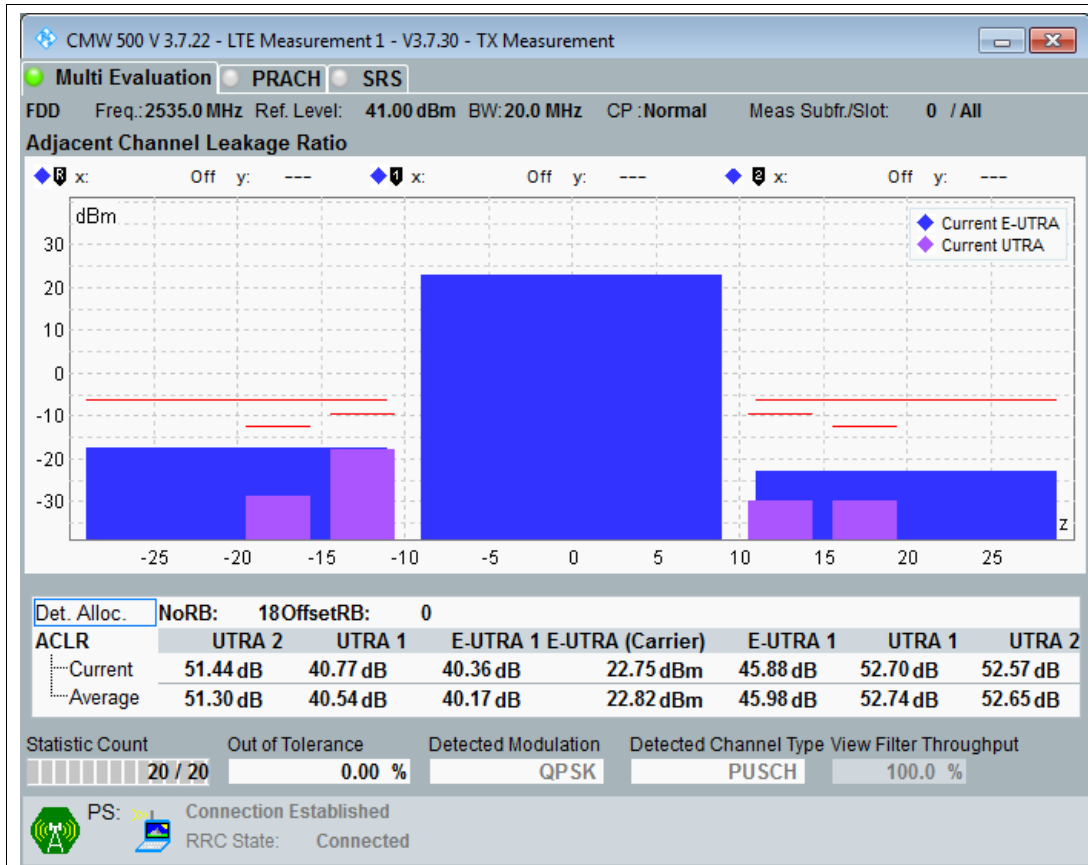 CMW 500 V 3.7.22 - LTE Measurement 1 - V3.7.30 - TX Measurement
Multi Evaluation PRACH SRS
FDD Freq.: 2535.0 MHz Ref. Level: 41.00 dBm BW: 20.0 MHz CP : Normal Meas Subfr./Slot: 0 / All
Adjacent Channel Leakage Ratio
R x: Off y: --- 1 x: Off y: --- 2 x: Off y: ---
dBm
Current E-UTRA
Current UTRA
30
20
10
0
-10
-20
-30
z
-25 -20 -15 -10 -5 0 5 10 15 20 25
Det. Alloc. NoRB: 18 OffsetRB: 0
ACLR UTRA 2 UTRA 1 E-UTRA 1 E-UTRA (Carrier) E-UTRA 1 UTRA 1 UTRA 2
Current 51.44 dB 40.77 dB 40.36 dB 22.75 dBm 45.88 dB 52.70 dB 52.57 dB
Average 51.30 dB 40.54 dB 40.17 dB 22.82 dBm 45.98 dB 52.74 dB 52.65 dB
Statistic Count Out of Tolerance Detected Modulation Detected Channel Type View Filter Throughput
20 / 20 0.00 % QPSK PUSCH 100.0 %
PS: Connection Established
RRC State: Connected